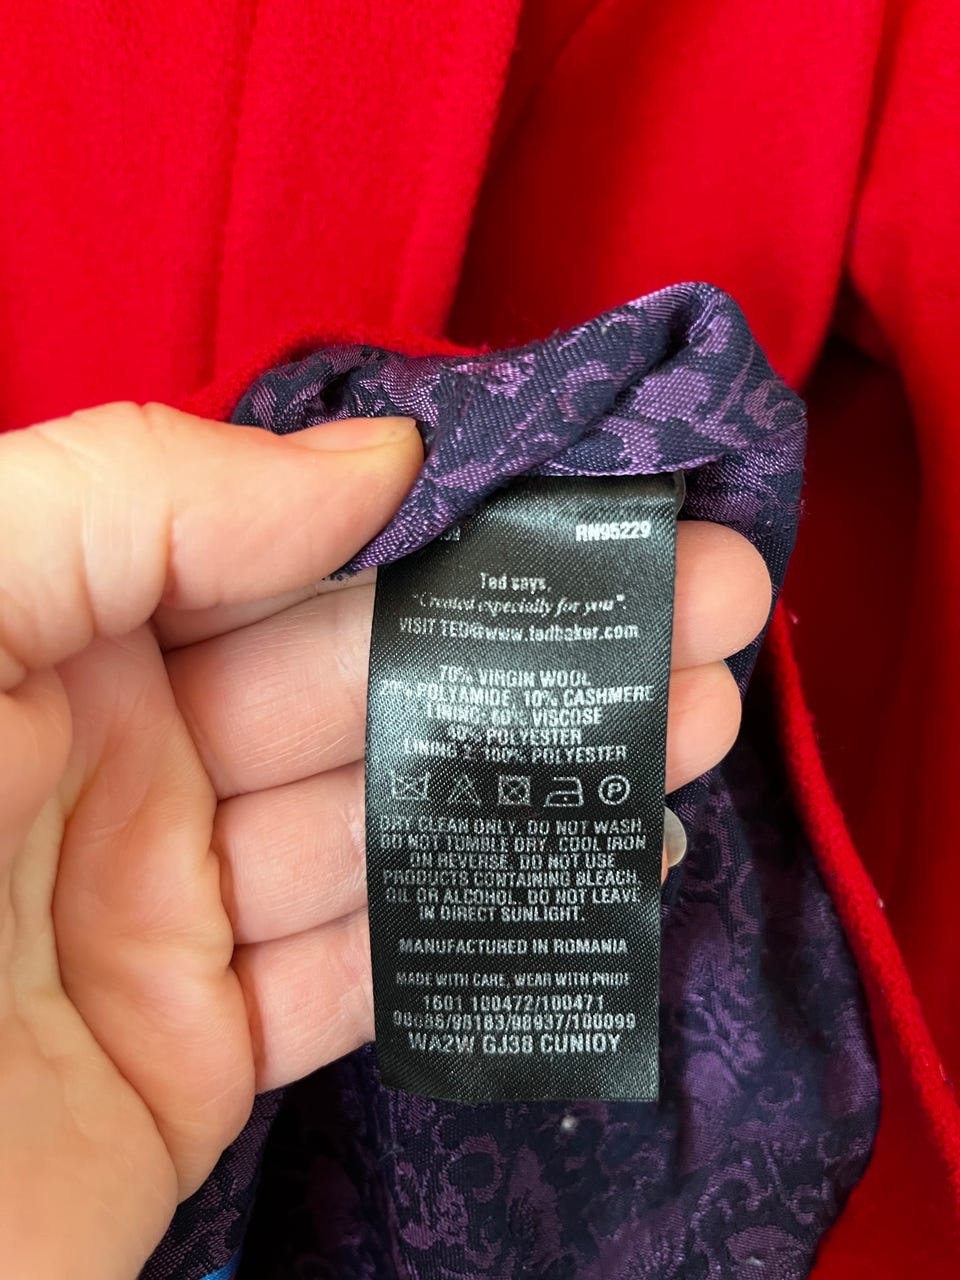 RN95229
Ted says,
"Created especially for you".
VISIT TED@www.tedbaker.com
70% VIRGIN WOOL
20% POLYAMIDE, 10% CASHMERE
LINING: 60% VISCOSE
40% POLYESTER
LINING 2: 100% POLYESTER
P
DRY CLEAN ONLY. DO NOT WASH
DO NOT TUMBLE DRY. COOL IRON
ON REVERSE. DO NOT USE
PRODUCTS CONTAINING BLEACH,
OIL OR ALCOHOL. DO NOT LEAVE
IN DIRECT SUNLIGHT.
MANUFACTURED IN ROMANIA
MADE WITH CARE, WEAR WITH PRIDE
1601 100472/100471
98183/98937/100099
WA2W GJ38 CUNIOY